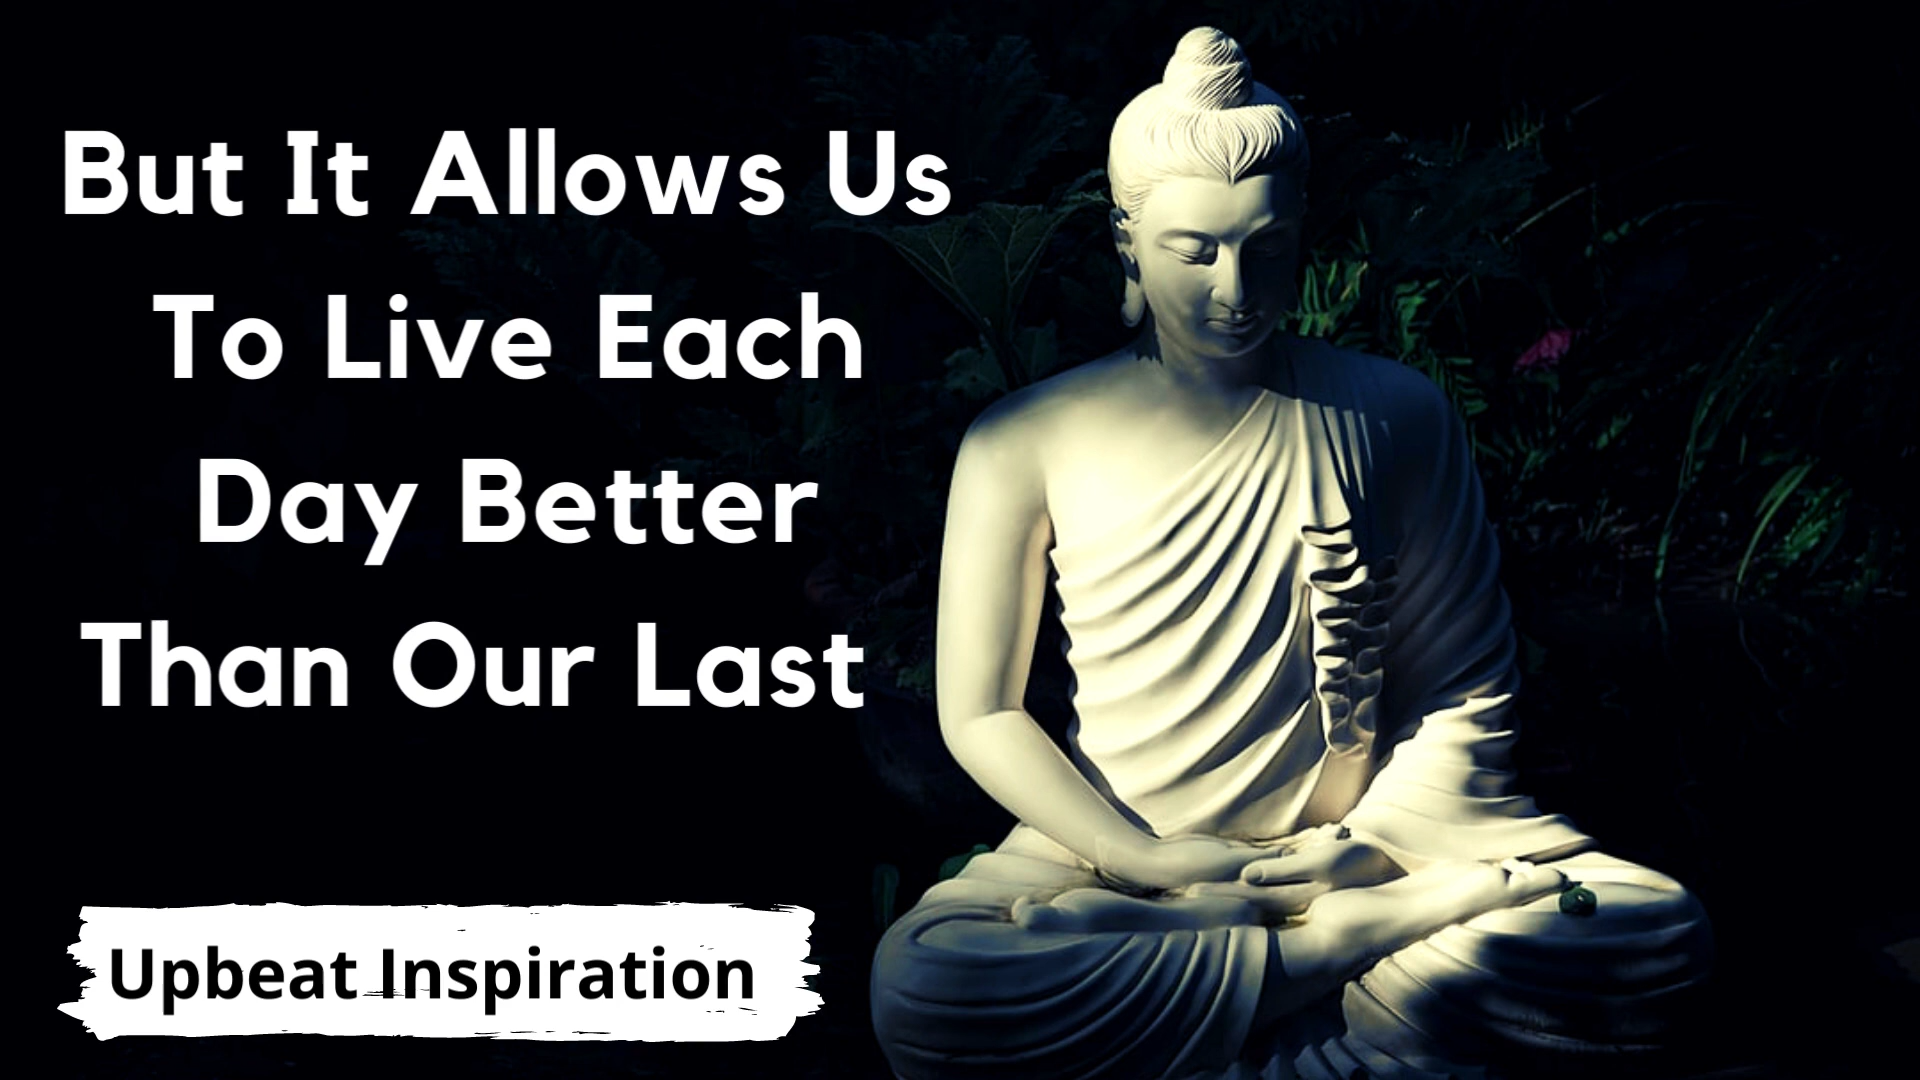 But It Allows Us
To Live Each
Day Better
Than Our Last
Upbeat Inspiration